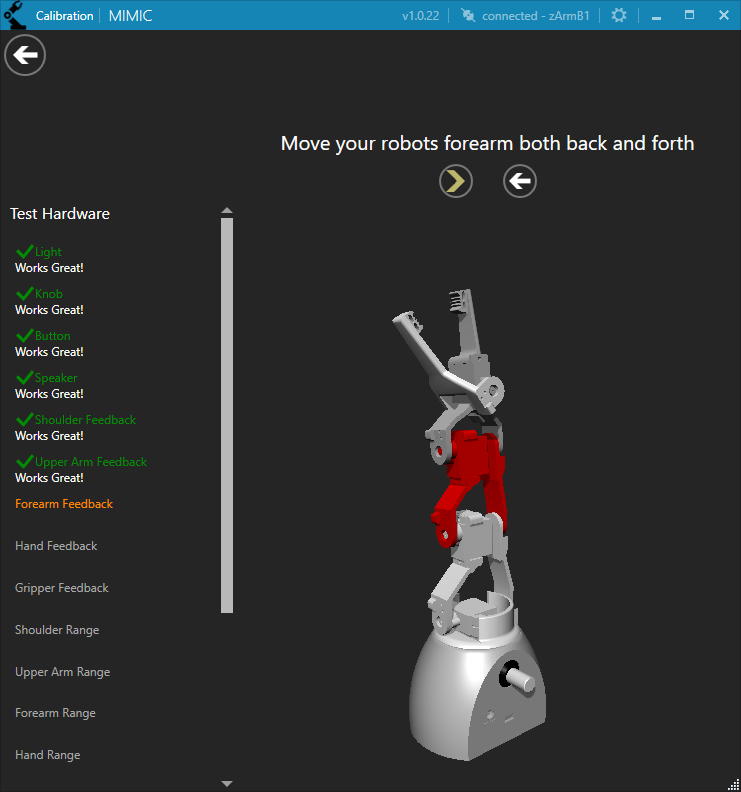 Calibration MIMIC v1.0.22 connected - zArmB1
Move your robots forearm both back and forth
Test Hardware
Light
Works Great!
Knob
Works Great!
Button
Works Great!
Speaker
Works Great!
Shoulder Feedback
Works Great!
Upper Arm Feedback
Works Great!
Forearm Feedback
Hand Feedback
Gripper Feedback
Shoulder Range
Upper Arm Range
Forearm Range
Hand Range